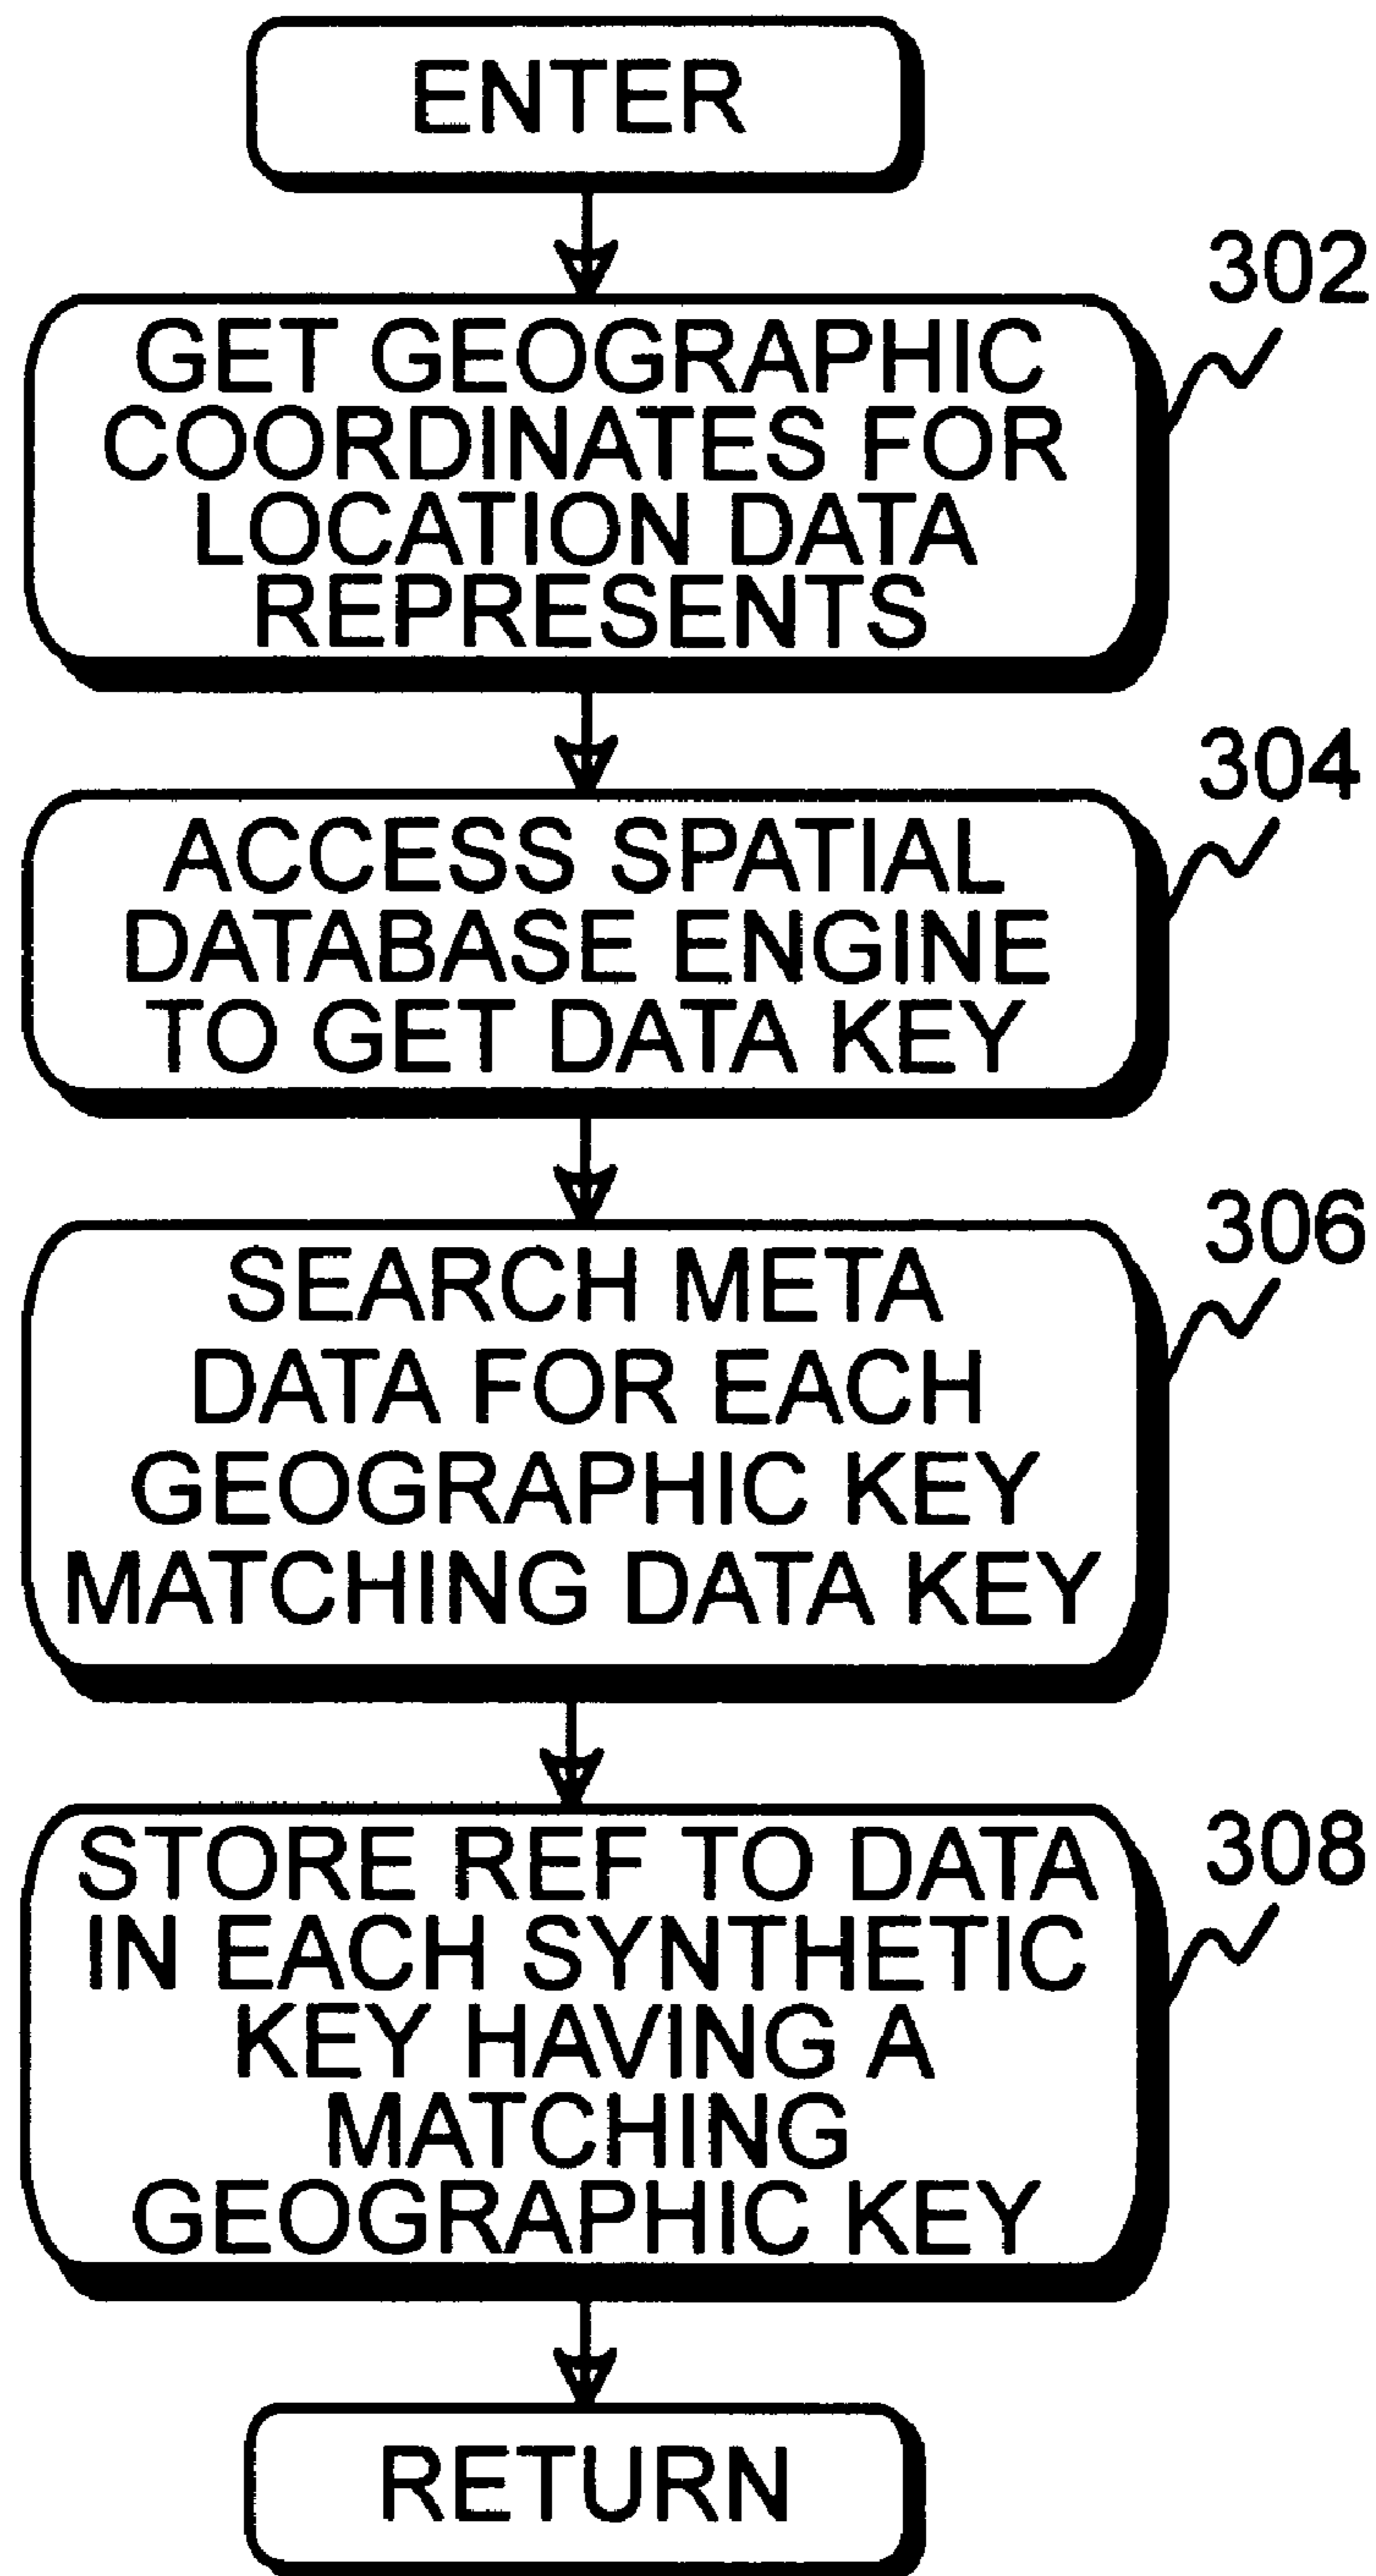 ENTER
302
GET GEOGRAPHIC
COORDINATES FOR
LOCATION DATA
REPRESENTS
304
ACCESS SPATIAL
DATABASE ENGINE
TO GET DATA KEY
306
SEARCH META
DATA FOR EACH
GEOGRAPHIC KEY
MATCHING DATA KEY
308
STORE REF TO DATA
IN EACH SYNTHETIC
KEY HAVING A
MATCHING
GEOGRAPHIC KEY
RETURN